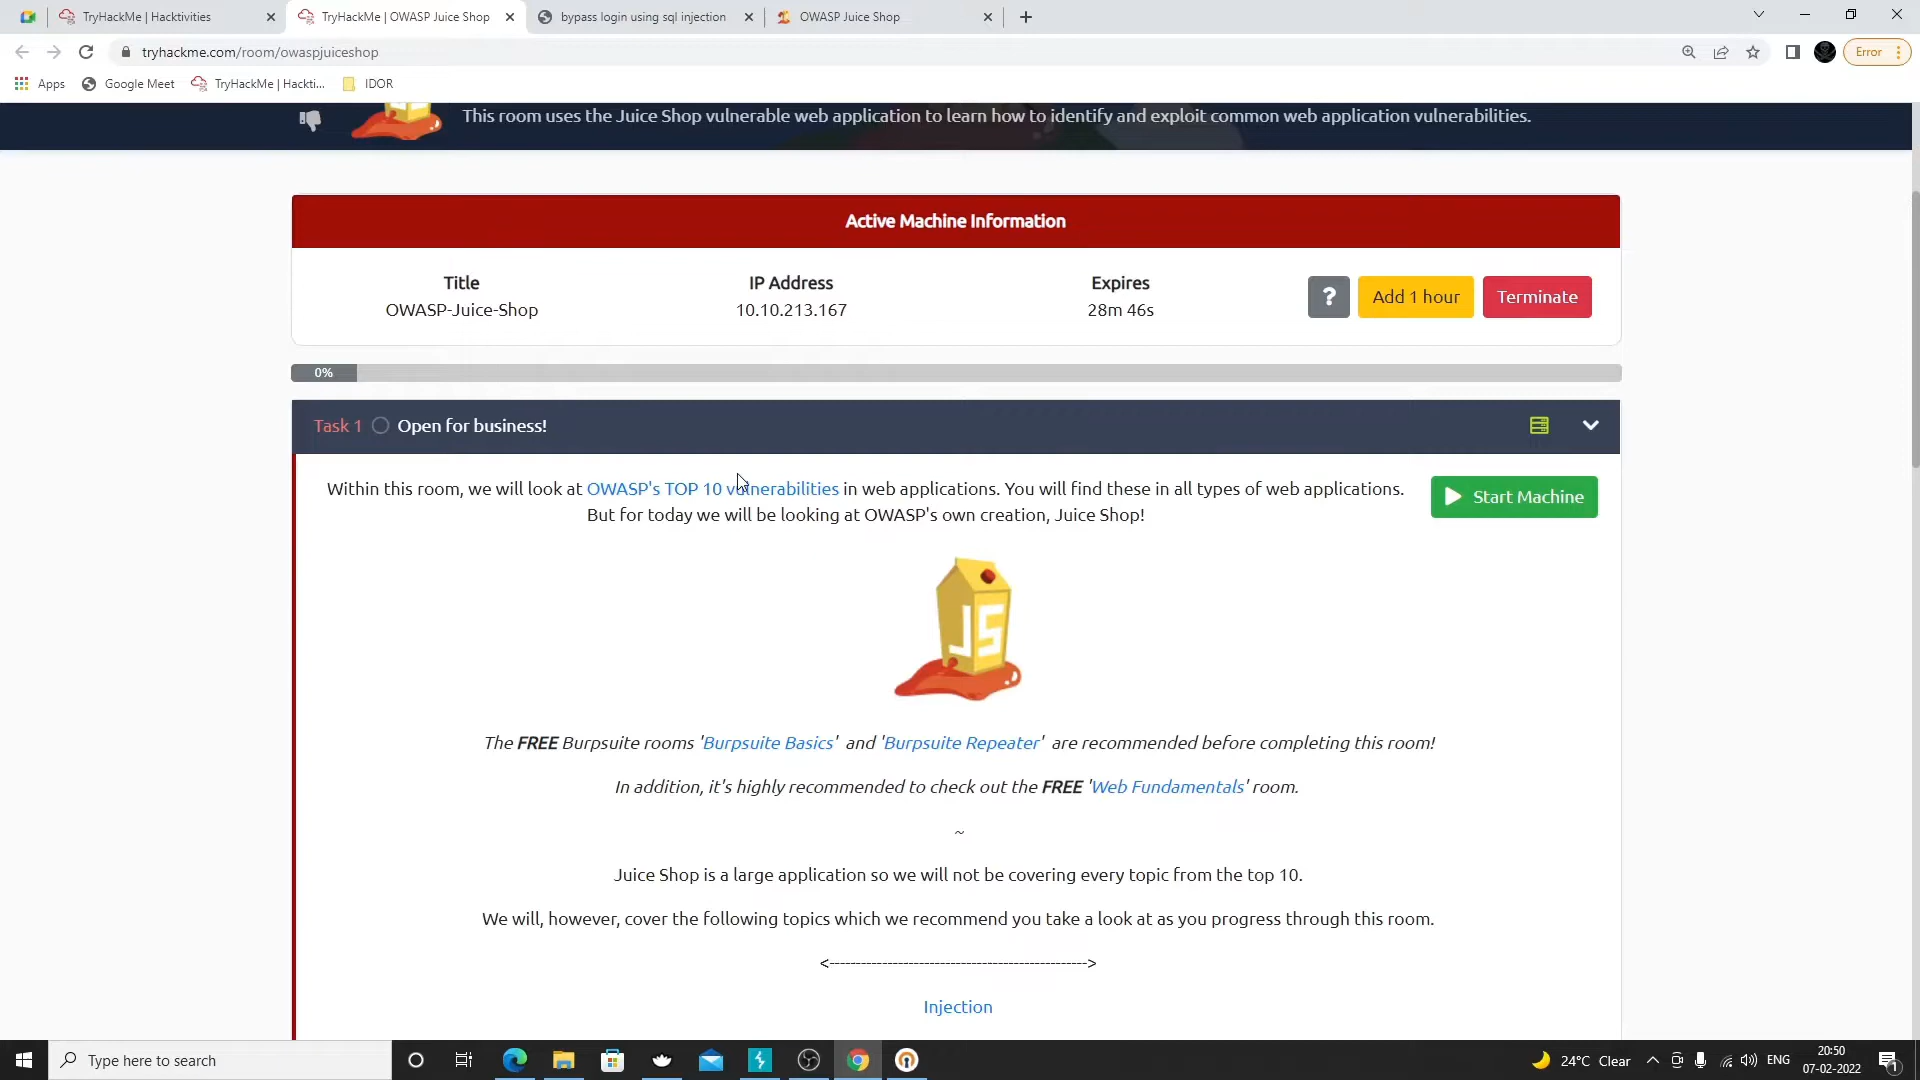 TryHackMe | Hacktivities
TryHackMe | OWASP Juice Shop
bypass login using sql injection
OWASP Juice Shop
tryhackme.com/room/owaspjuiceshop
Error
Apps
Google Meet
TryHackMe | Hackti...
IDOR
This room uses the Juice Shop vulnerable web application to learn how to identify and exploit common web application vulnerabilities.
Active Machine Information
Title
IP Address
Expires
OWASP-Juice-Shop
10.10.213.167
28m 46s
?
Add 1 hour
Terminate
0%
Task 1
Open for business!
Within this room, we will look at OWASP's TOP 10 vulnerabilities in web applications. You will find these in all types of web applications.
But for today we will be looking at OWASP's own creation, Juice Shop!
Start Machine
JS
The FREE Burpsuite rooms 'Burpsuite Basics' and 'Burpsuite Repeater' are recommended before completing this room!
In addition, it's highly recommended to check out the FREE 'Web Fundamentals' room.
~
Juice Shop is a large application so we will not be covering every topic from the top 10.
We will, however, cover the following topics which we recommend you take a look at as you progress through this room.
<------------------------------------------------>
Injection
Type here to search
24°C Clear
ENG
20:50
07-02-2022
1